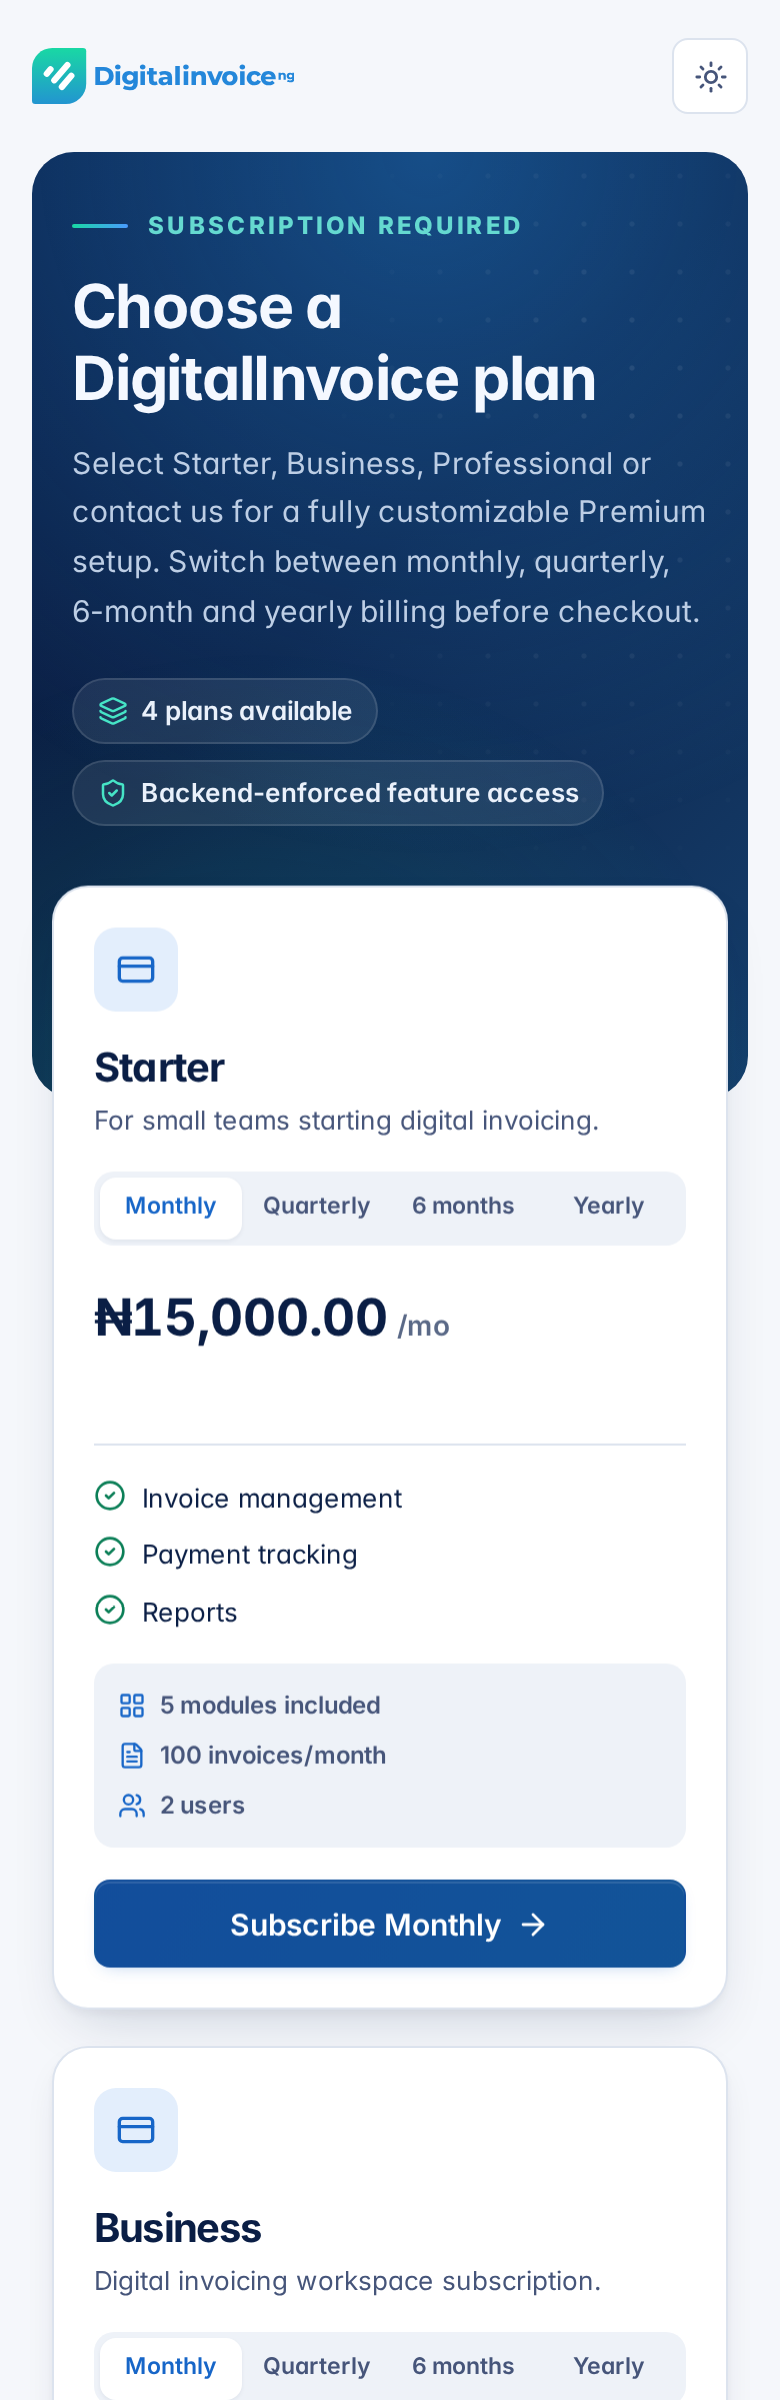 Digitalinvoice ng
SUBSCRIPTION REQUIRED
Choose a
DigitalInvoice plan
Select Starter, Business, Professional or
contact us for a fully customizable Premium
setup. Switch between monthly, quarterly,
6-month and yearly billing before checkout.
4 plans available
Backend-enforced feature access
Starter
For small teams starting digital invoicing.
Monthly Quarterly 6 months Yearly
₦15,000.00 /mo
Invoice management
Payment tracking
Reports
5 modules included
100 invoices/month
2 users
Subscribe Monthly →
Business
Digital invoicing workspace subscription.
Monthly Quarterly 6 months Yearly